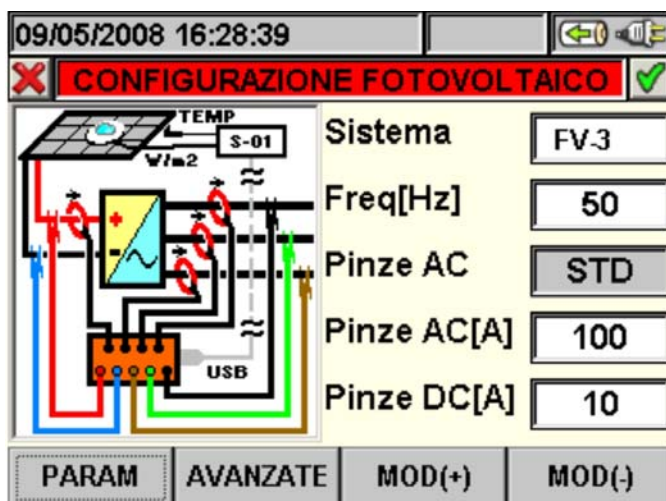 09/05/2008 16:28:39
CONFIGURAZIONE FOTOVOLTAICO
TEMP
S-01
W/m2
USB
Sistema FV-3
Freq[Hz] 50
Pinze AC STD
Pinze AC[A] 100
Pinze DC[A] 10
PARAM AVANZATE MOD(+) MOD(-)